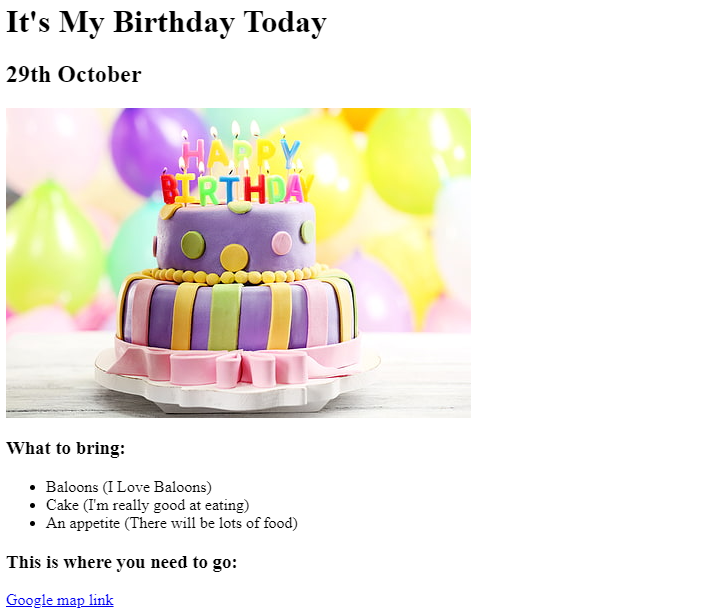 It's My Birthday Today
29th October
HAPPY
BIRTHDAY
What to bring:
Baloons (I Love Baloons)
Cake (I'm really good at eating)
An appetite (There will be lots of food)
This is where you need to go:
Google map link